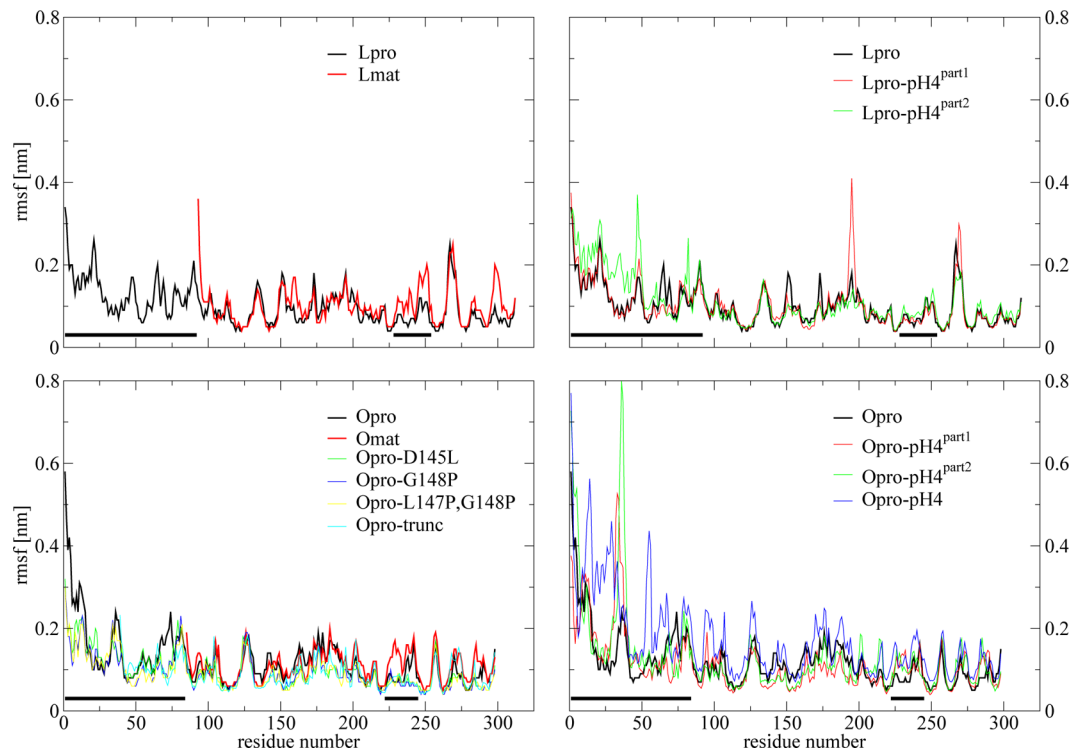 0.8
0.6
0.4
0.2
0
rmsf [nm]
Lpro
Lmat
Lpro
Lpro-pH4part1
Lpro-pH4part2
0.8
0.6
0.4
0.2
0
0.8
0.6
0.4
0.2
0
rmsf [nm]
Opro
Omat
Opro-D145L
Opro-G148P
Opro-L147P,G148P
Opro-trunc
0 50 100 150 200 250 300
residue number
Opro
Opro-pH4part1
Opro-pH4part2
Opro-pH4
0.8
0.6
0.4
0.2
0
0 50 100 150 200 250 300
residue number